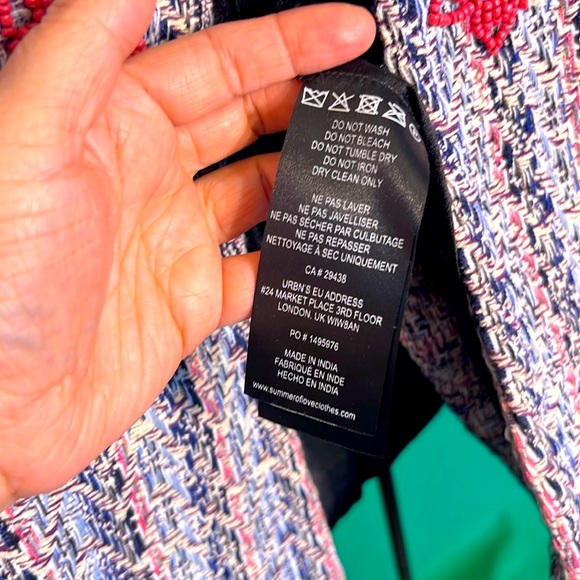 DO NOT WASH
DO NOT BLEACH
DO NOT TUMBLE DRY
DO NOT IRON
DRY CLEAN ONLY
NE PAS LAVER
NE PAS JAVELLISER
NE PAS SÉCHER PAR CULBUTAGE
NE PAS REPASSER
NETTOYAGE À SEC UNIQUEMENT
CA # 29438
URBN'S EU ADDRESS
#24 MARKET PLACE 3RD FLOOR
LONDON, UK WIW8AN
PO # 1495976
MADE IN INDIA
FABRIQUÉ EN INDE
HECHO EN INDIA
www.summerofloveclothes.com